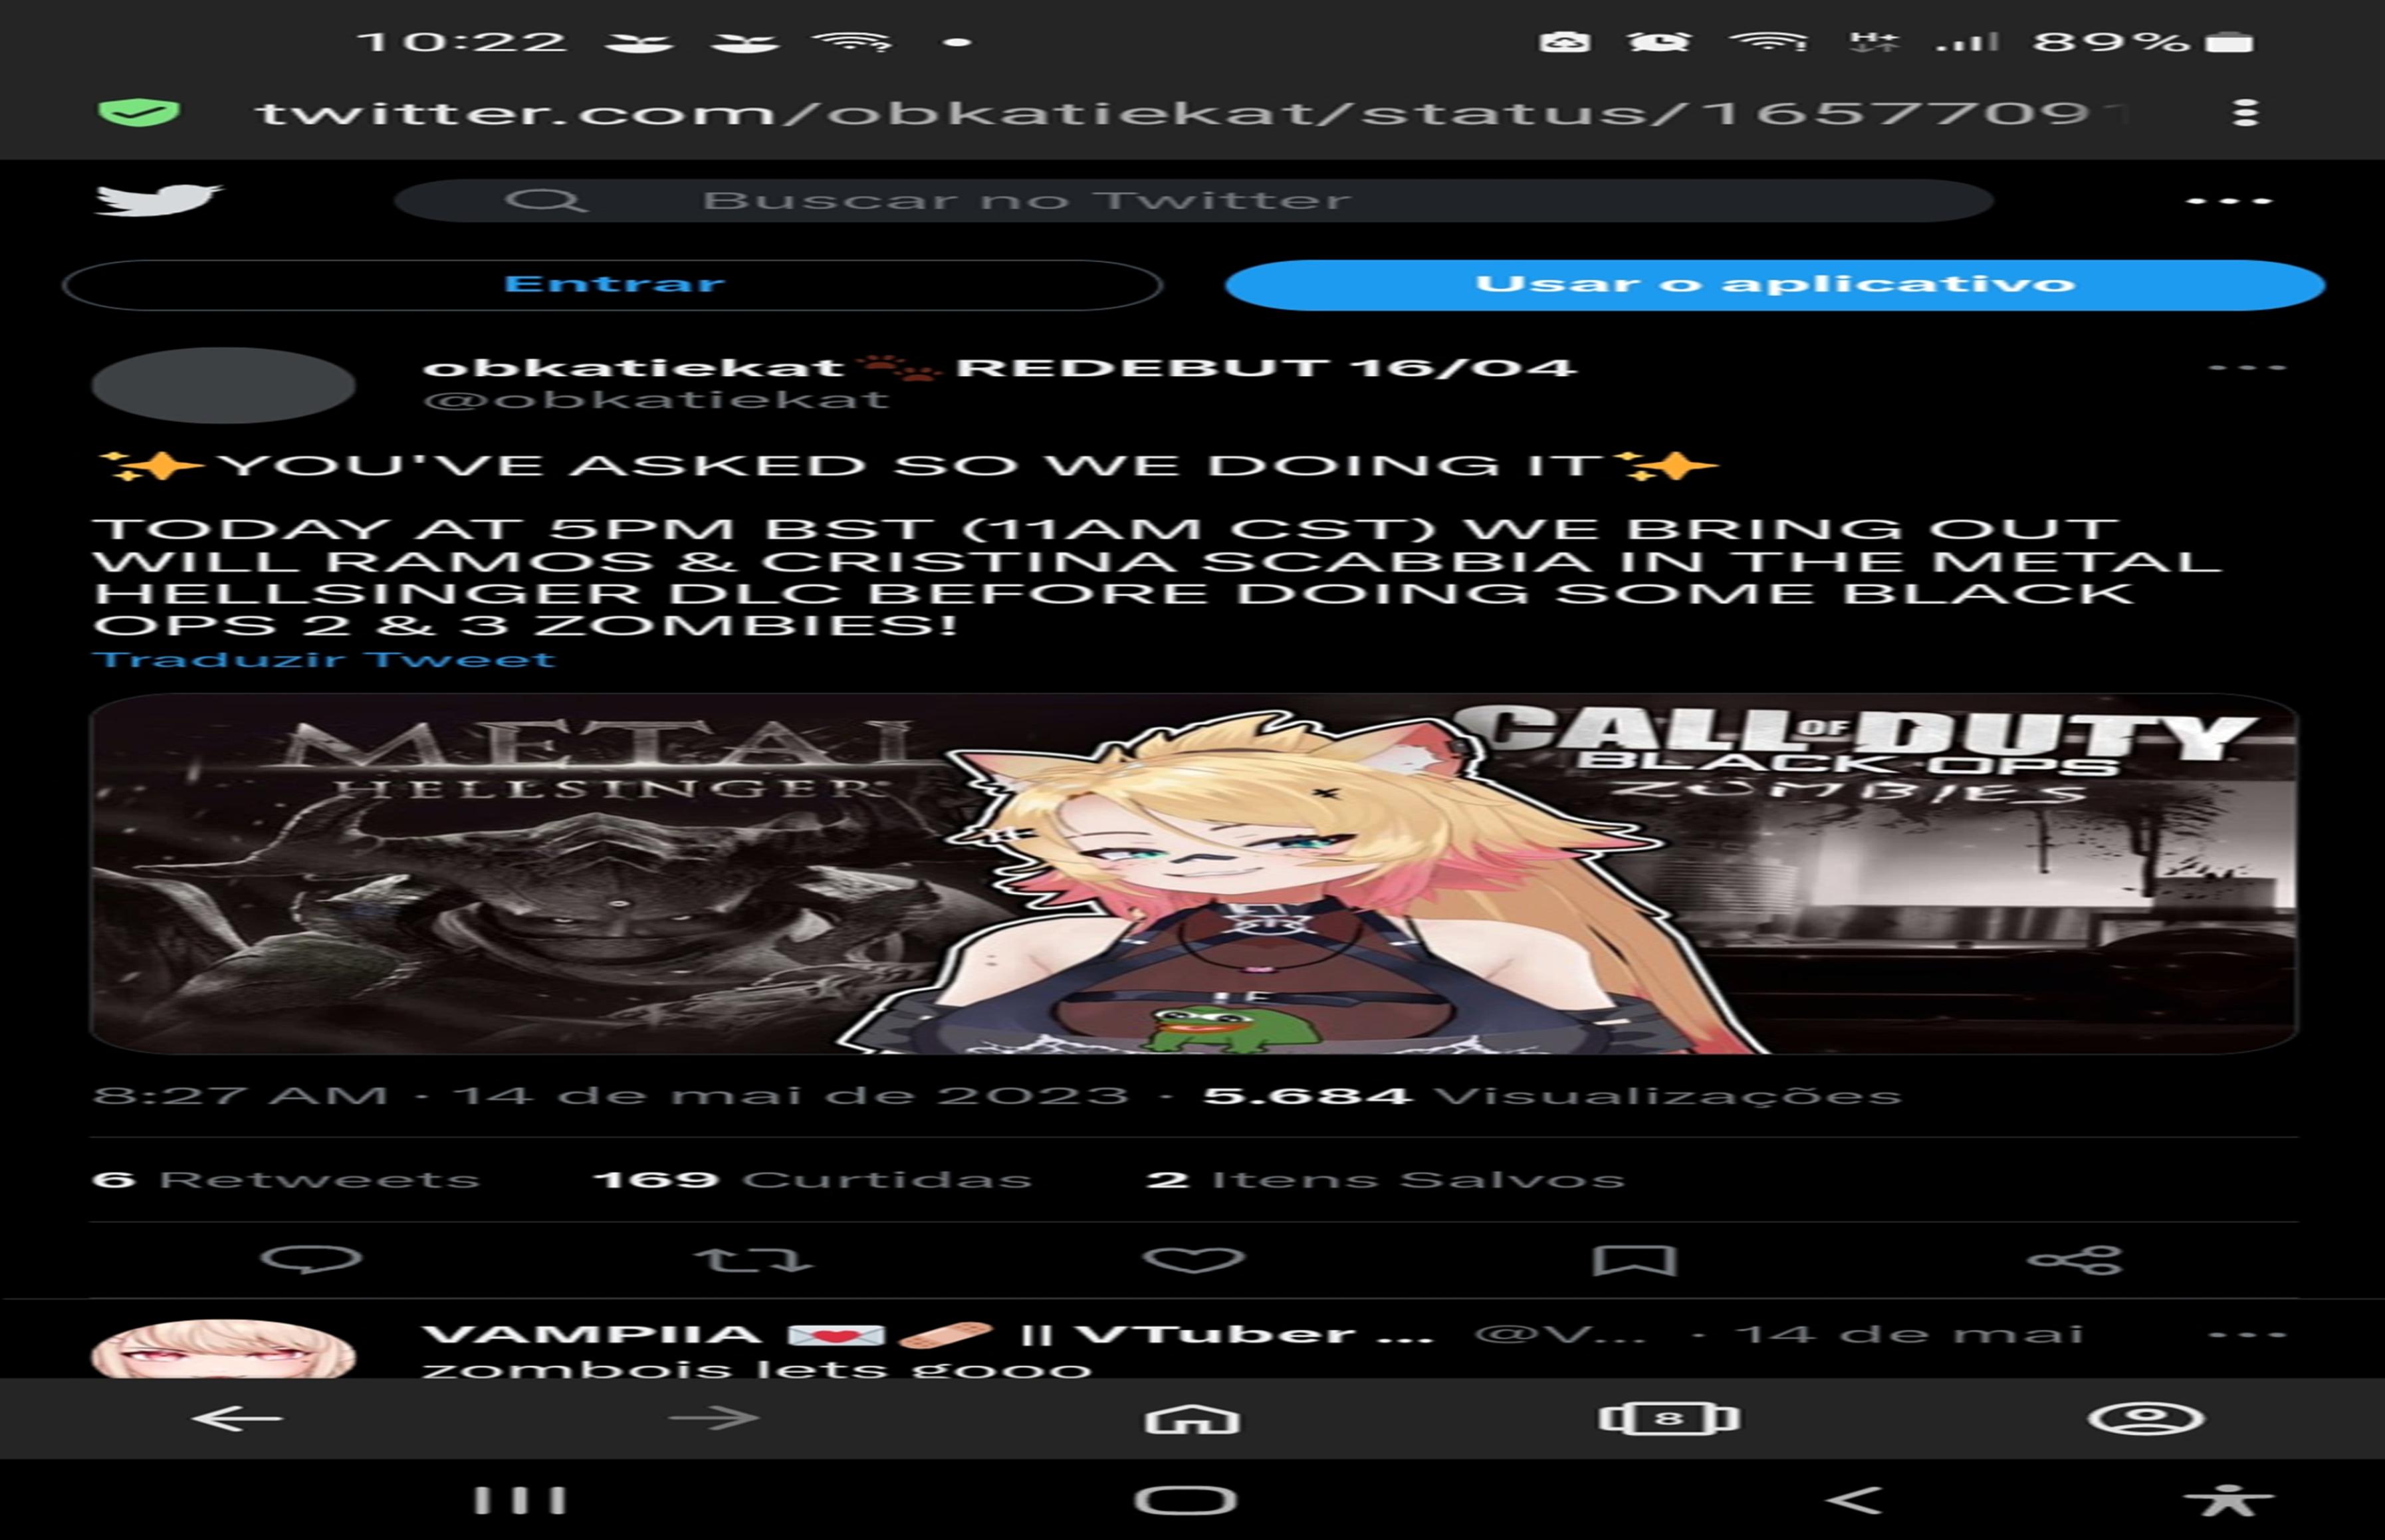 10:22
H+
89%
twitter.com/obkatiekat/status/16577091
Buscar no Twitter
Entrar
Usar o aplicativo
obkatiekat🐾REDEBUT 16/04
@obkatiekat
✨YOU'VE ASKED SO WE DOING IT✨
TODAY AT 5PM BST (11AM CST) WE BRING OUT
WILL RAMOS & CRISTINA SCABBIA IN THE METAL
HELLSINGER DLC BEFORE DOING SOME BLACK
OPS 2 & 3 ZOMBIES!
Traduzir Tweet
METAL
HELLSINGER
CALL OF DUTY
BLACK OPS
ZOMBIES
8:27 AM · 14 de mai de 2023 · 5.684 Visualizações
6 Retweets 169 Curtidas 2 Itens Salvos
VAMPIIA 💌🩹 || VTuber ... @V... · 14 de mai
zombois lets gooo
8